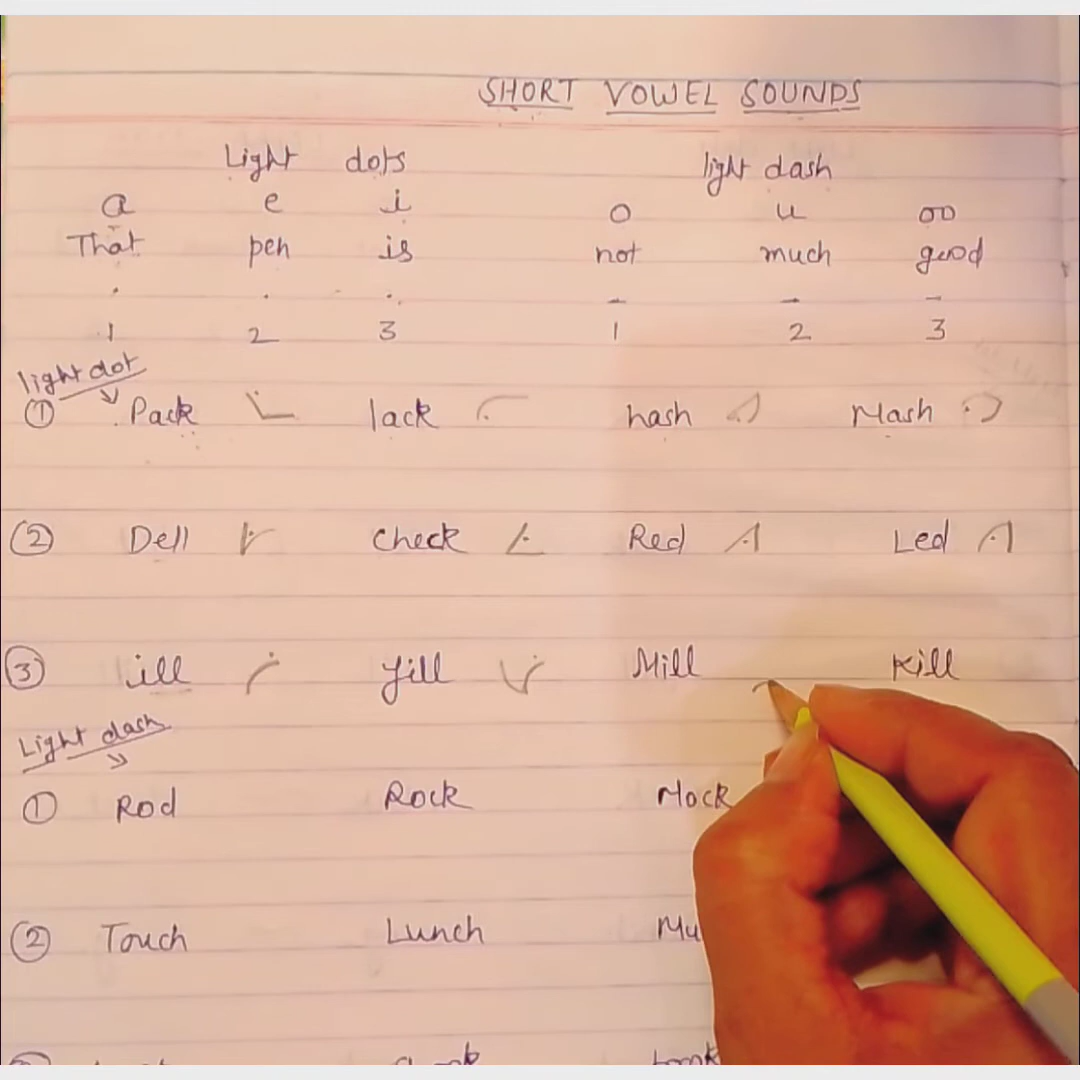 SHORT VOWEL SOUNDS
Light dots light dash
a e i o u oo
That pen is not much good
1 2 3 1 2 3
light dot
① Pack lack hash Mash
② Dell Check Red Led
③ ill fill Mill Kill
Light dash
① Rod Rock Mock
② Touch Lunch Mu